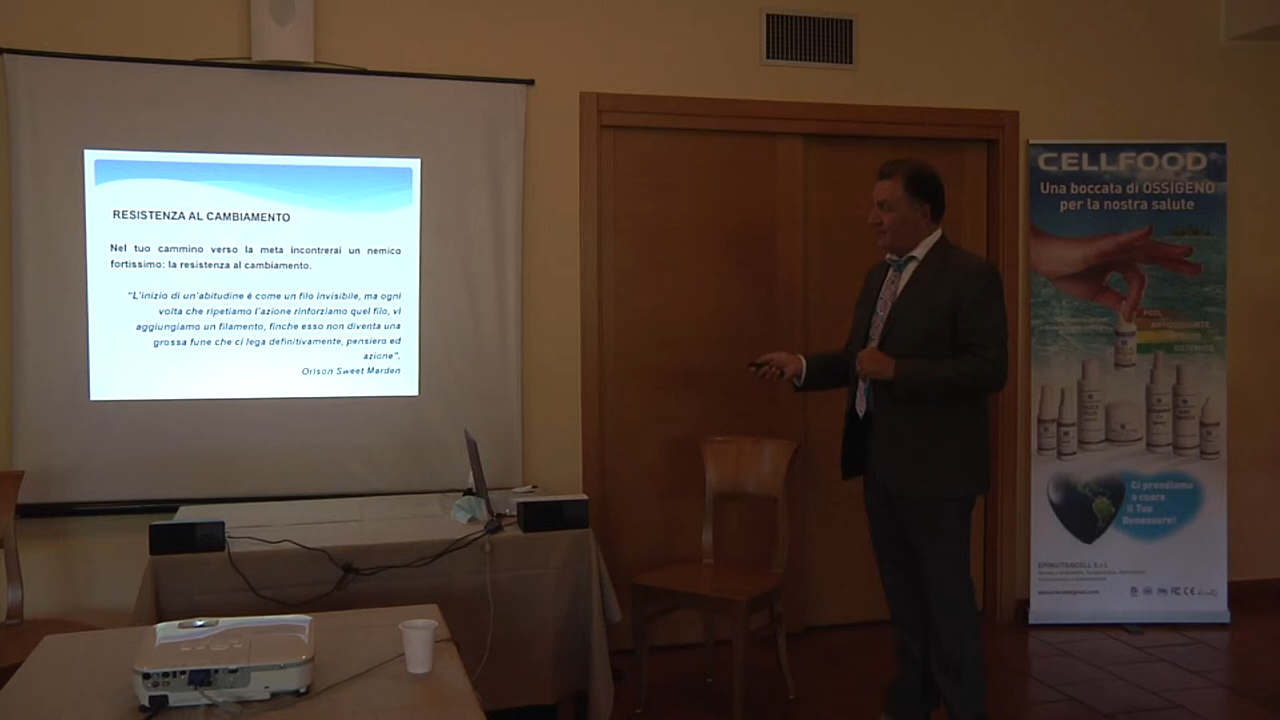 RESISTENZA AL CAMBIAMENTO
Nel tuo cammino verso la meta incontrerai un nemico
fortissimo: la resistenza al cambiamento.
“L’inizio di un’abitudine è come un filo invisibile, ma ogni
volta che ripetiamo l’azione rinforziamo quel filo, vi
aggiungiamo un filamento, finche esso non diventa una
grossa fune che ci lega definitivamente, pensiero ed
azione”.
Orison Sweet Marden
CELLFOOD®
Una boccata di OSSIGENO
per la nostra salute
Ci prendiamo
a cuore
il Tuo
Benessere!
EPINUTRACELL S.r.l.